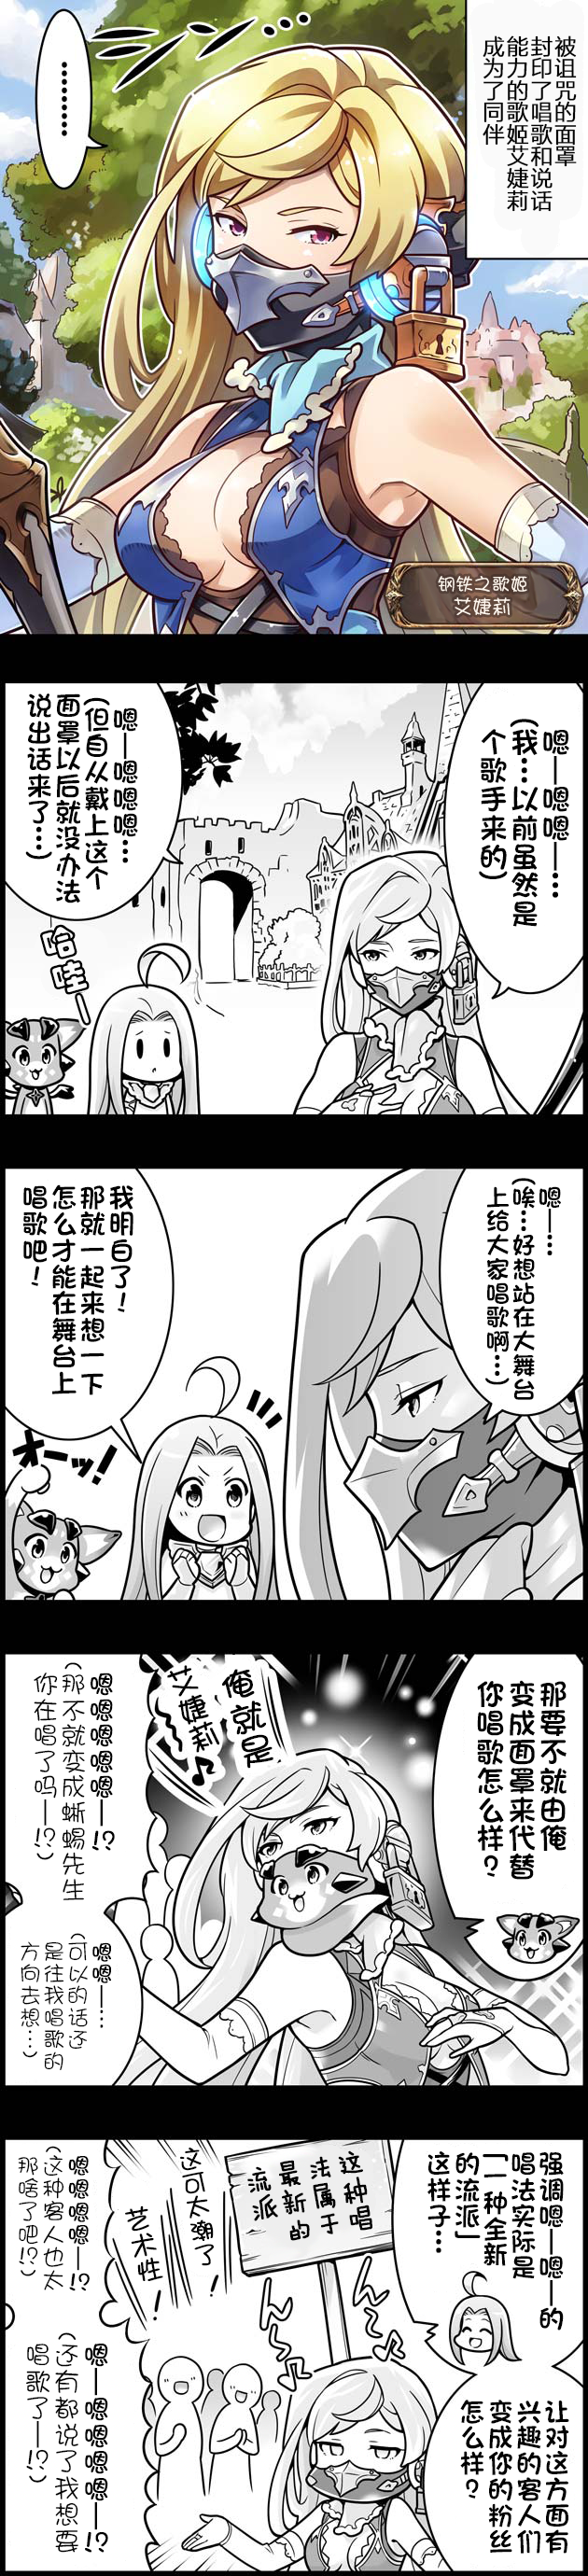 被诅咒的面罩
封印了唱歌和说话
能力的歌姬艾婕莉
成为了同伴
………
钢铁之歌姬
艾婕莉
嗯—嗯嗯—…
(我…以前虽然是
个歌手来的)
嗯—嗯嗯嗯…
(但自从戴上这个
面罩以后就没办法
说出话来了…)
哈哇—
嗯—…
(唉…好想站在大舞台
上给大家唱歌啊…)
我明白了!
那就一起来想一下
怎么才能在舞台上
唱歌吧!
オーッ!
那要不就由俺
变成面罩来代替
你唱歌怎么样?
俺就是
艾婕莉♪
嗯嗯嗯嗯嗯—!?
(那不就变成蜥蜴先生
你在唱了吗—!?)
嗯嗯—…
(可以的话还
是往我唱歌的
方向去想…)
强调嗯—嗯—的
唱法实际是
「一种全新
的流派」
这样子…
让对这方面有
兴趣的客人们
变成你的粉丝
怎么样?
这种唱
法属于
最新的
流派
んーんー♪
んーんー♪
这可太潮了!
艺术性!
嗯嗯嗯嗯—!?
(这种客人也太
那啥了吧!?)
嗯—嗯嗯嗯嗯—!?
(还有都说了我想要
唱歌了—!?)